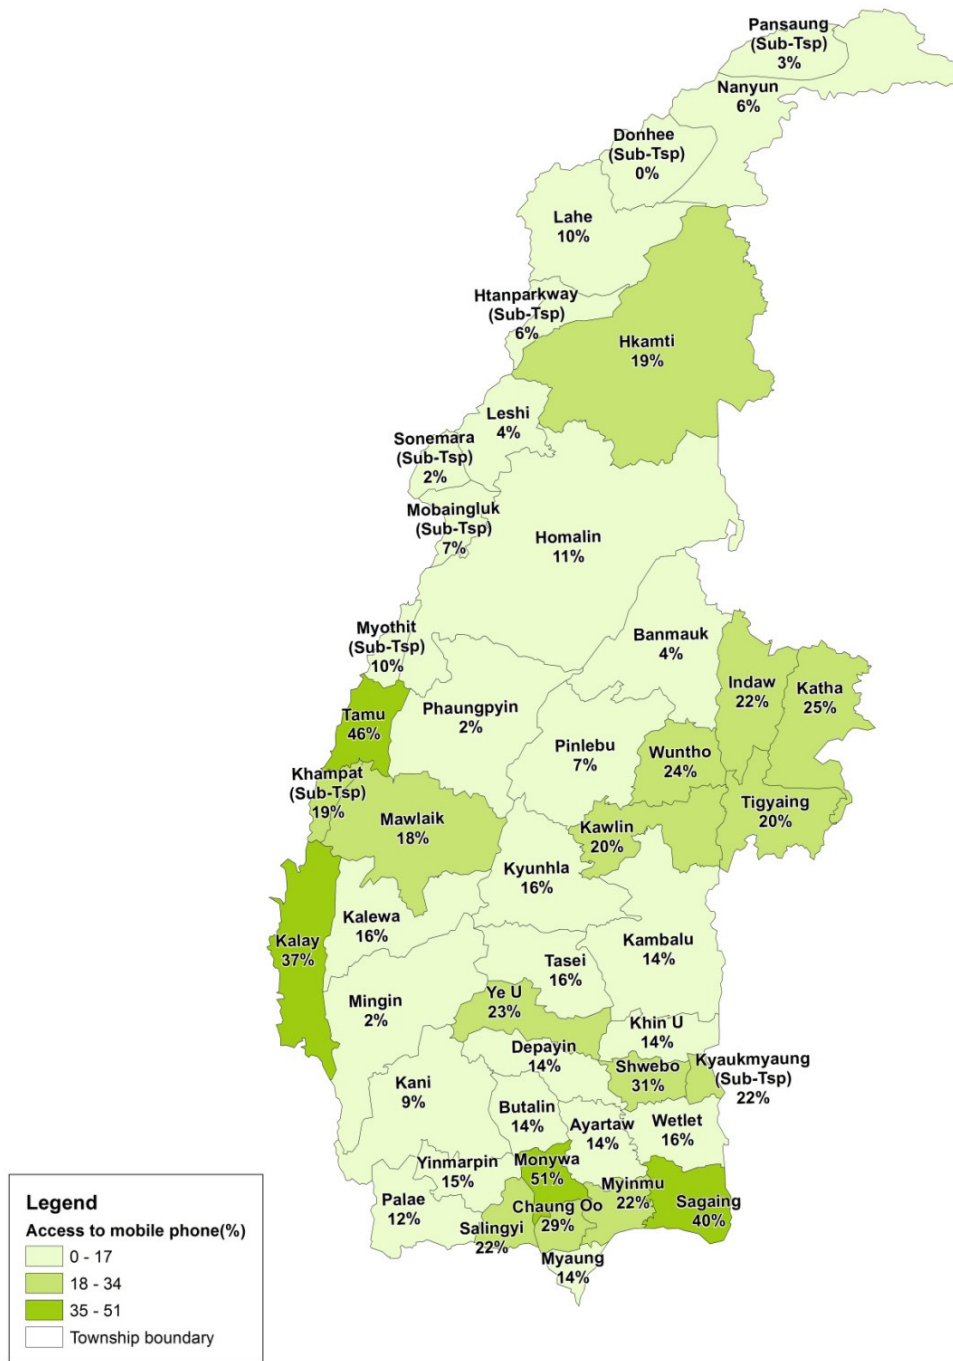 Pansaung
(Sub-Tsp)
3%
Nanyun
6%
Donhee
(Sub-Tsp)
0%
Lahe
10%
Htanparkway
(Sub-Tsp)
6%
Hkamti
19%
Leshi
4%
Sonemara
(Sub-Tsp)
2%
Mobaingluk
(Sub-Tsp)
7%
Homalin
11%
Myothit
(Sub-Tsp)
10%
Banmauk
4%
Indaw
22%
Katha
25%
Tamu
46%
Phaungpyin
2%
Pinlebu
7%
Wuntho
24%
Khampat
(Sub-Tsp)
19%
Mawlaik
18%
Kawlin
20%
Tigyaing
20%
Kyunhla
16%
Kalewa
16%
Kalay
37%
Kambalu
14%
Tasei
16%
Mingin
2%
Ye U
23%
Khin U
14%
Depayin
14%
Shwebo
31%
Kyaukmyaung
(Sub-Tsp)
22%
Kani
9%
Butalin
14%
Ayartaw
14%
Wetlet
16%
Yinmarpin
15%
Monywa
51%
Myinmu
22%
Sagaing
40%
Palae
12%
Chaung Oo
29%
Salingyi
22%
Myaung
14%
Legend
Access to mobile phone(%)
0 - 17
18 - 34
35 - 51
Township boundary